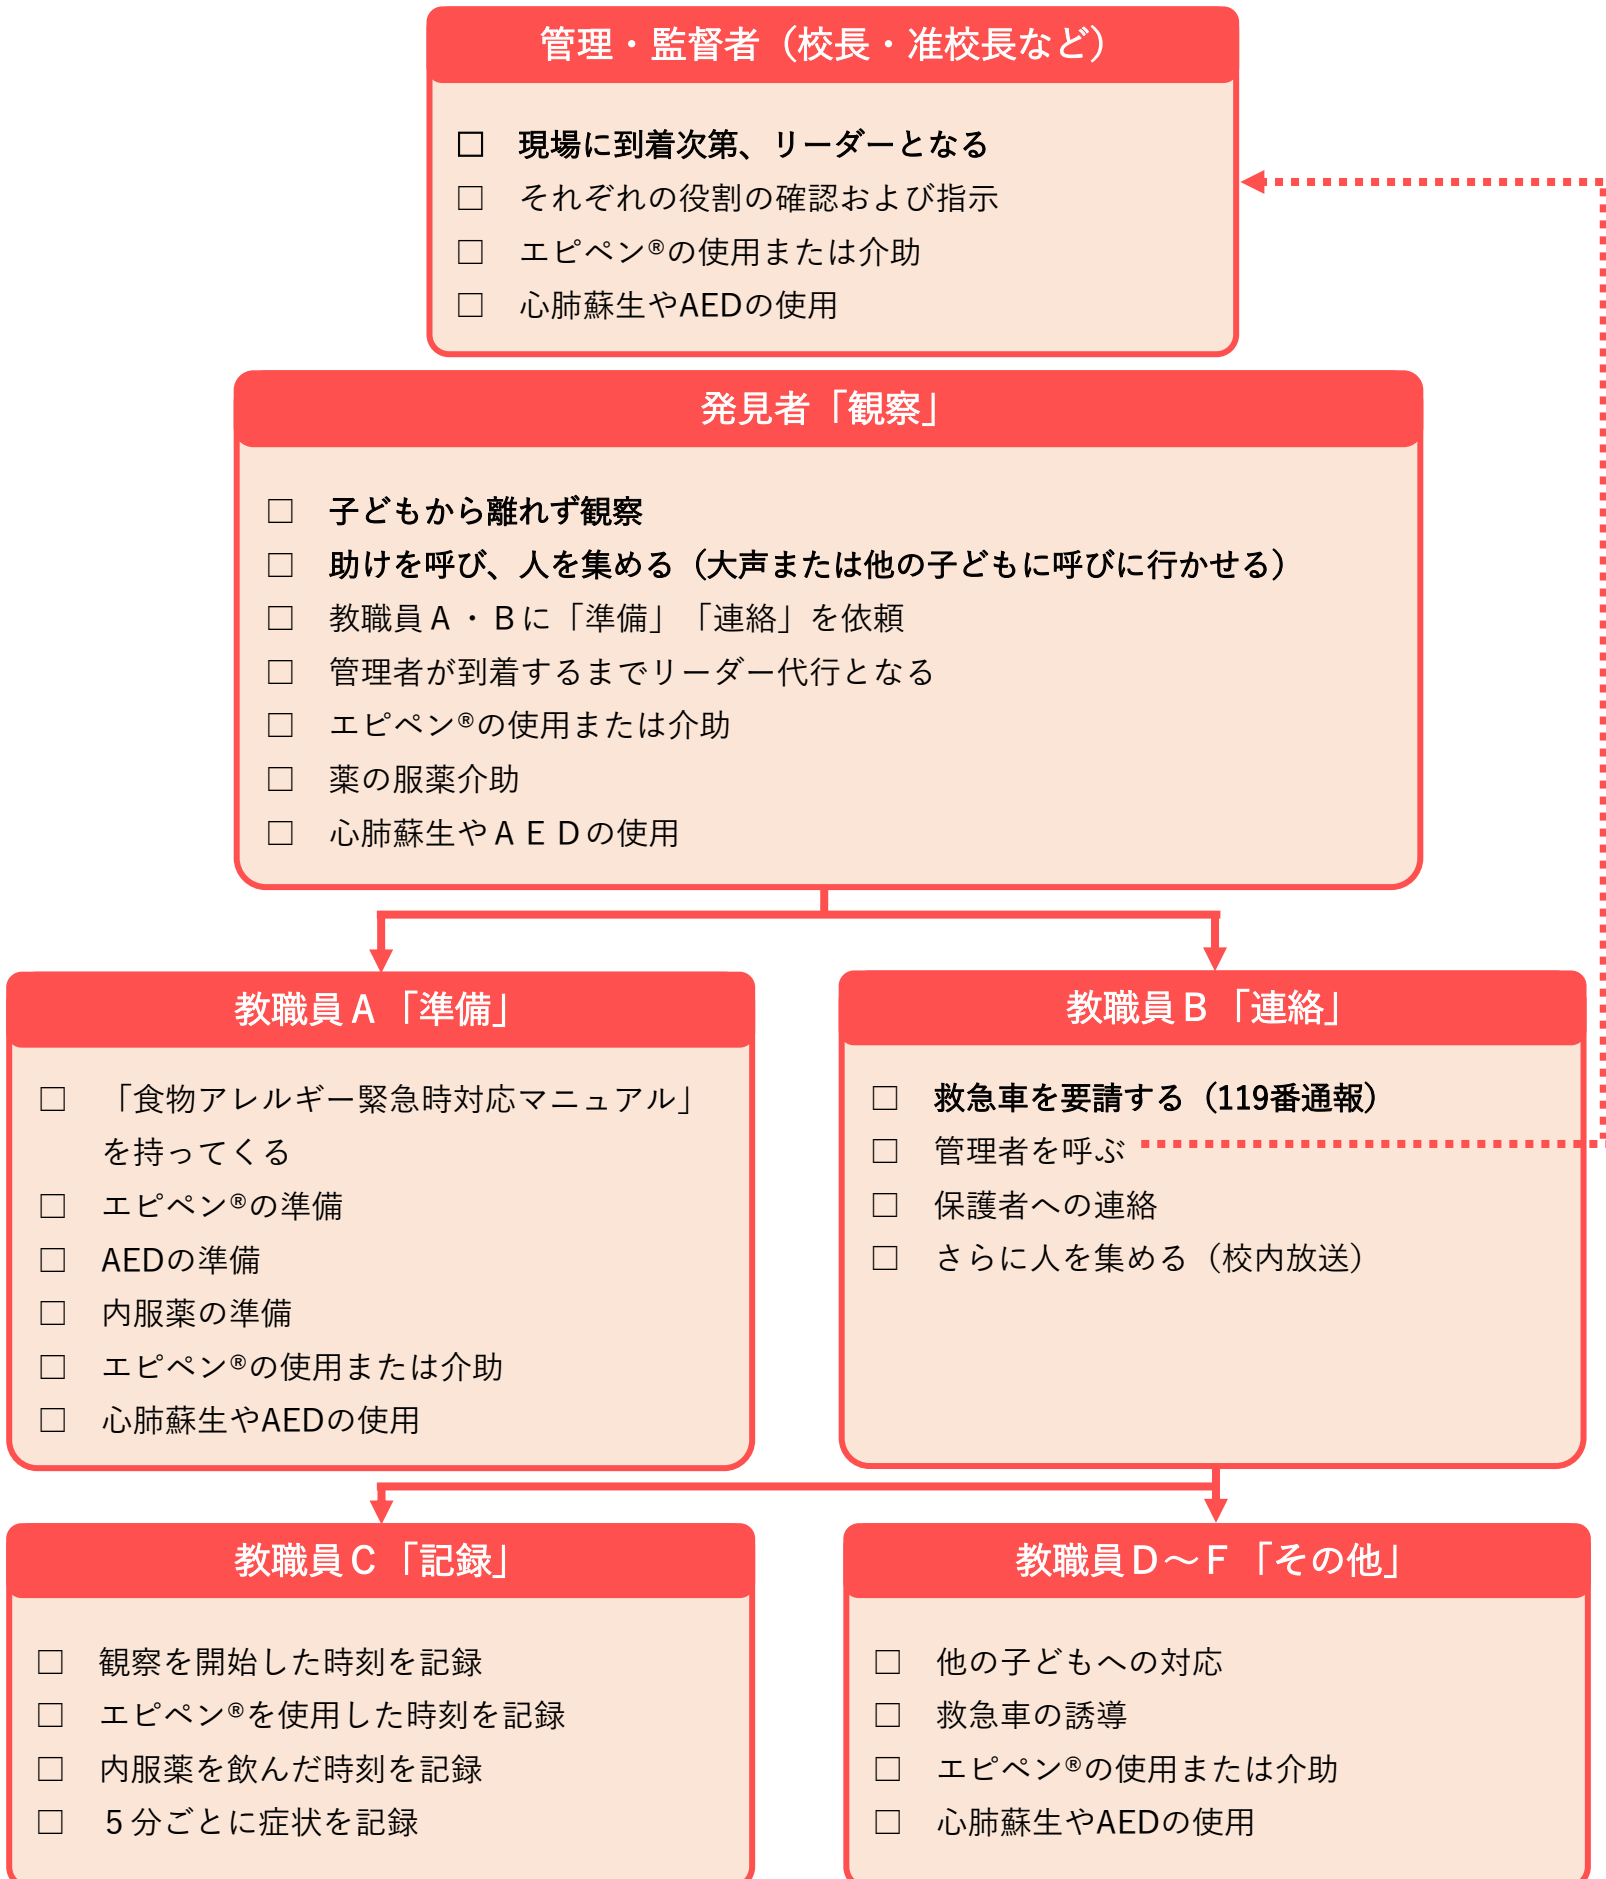 管理・監督者（校長・准校長など）
□ 現場に到着次第、リーダーとなる
□ それぞれの役割の確認および指示
□ エピペン®の使用または介助
□ 心肺蘇生やAEDの使用
発見者「観察」
□ 子どもから離れず観察
□ 助けを呼び、人を集める（大声または他の子どもに呼びに行かせる）
□ 教職員Ａ・Ｂに「準備」「連絡」を依頼
□ 管理者が到着するまでリーダー代行となる
□ エピペン®の使用または介助
□ 薬の服薬介助
□ 心肺蘇生やＡＥＤの使用
教職員Ａ「準備」
□ 「食物アレルギー緊急時対応マニュアル」
を持ってくる
□ エピペン®の準備
□ AEDの準備
□ 内服薬の準備
□ エピペン®の使用または介助
□ 心肺蘇生やAEDの使用
教職員Ｂ「連絡」
□ 救急車を要請する（119番通報）
□ 管理者を呼ぶ
□ 保護者への連絡
□ さらに人を集める（校内放送）
教職員Ｃ「記録」
□ 観察を開始した時刻を記録
□ エピペン®を使用した時刻を記録
□ 内服薬を飲んだ時刻を記録
□ ５分ごとに症状を記録
教職員Ｄ～Ｆ「その他」
□ 他の子どもへの対応
□ 救急車の誘導
□ エピペン®の使用または介助
□ 心肺蘇生やAEDの使用